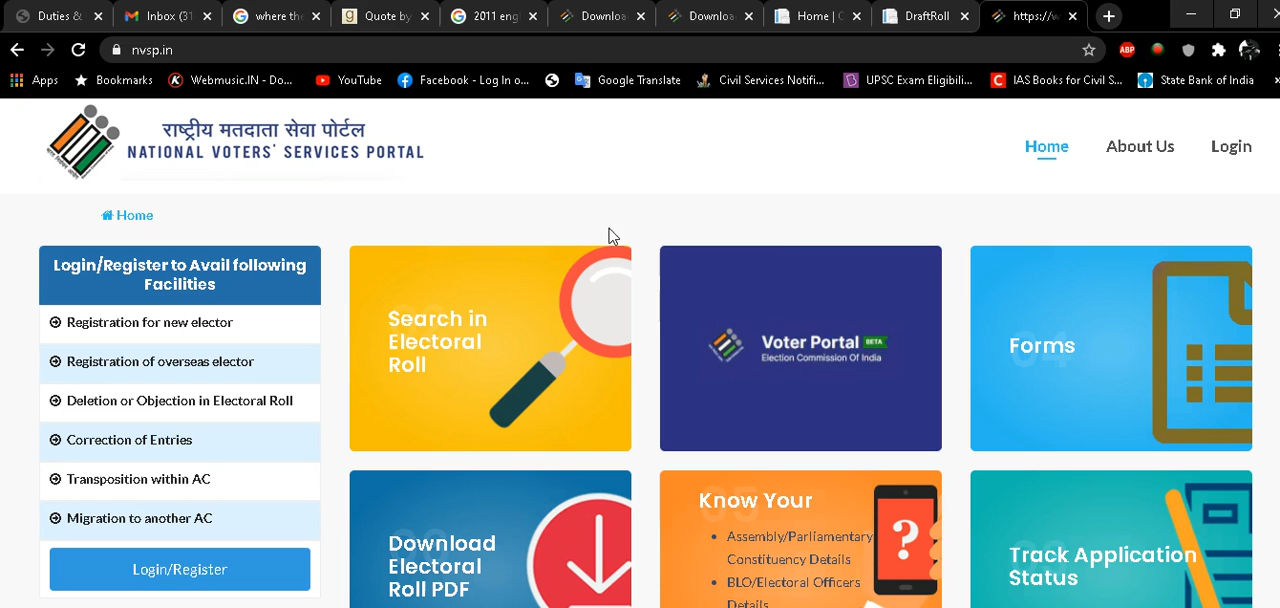 Duties &
Inbox (31
where the
Quote by
2011 eng
Downloa
Downloa
Home | C
DraftRoll
https://w
nvsp.in
ABP
Apps
Bookmarks
Webmusic.IN - Do...
YouTube
Facebook - Log In o...
Google Translate
Civil Services Notifi...
UPSC Exam Eligibili...
IAS Books for Civil S...
State Bank of India
राष्ट्रीय मतदाता सेवा पोर्टल
NATIONAL VOTERS' SERVICES PORTAL
Home
About Us
Login
Home
Login/Register to Avail following
Facilities
Registration for new elector
Registration of overseas elector
Deletion or Objection in Electoral Roll
Correction of Entries
Transposition within AC
Migration to another AC
Login/Register
Search in
Electoral
Roll
Voter Portal BETA
Election Commission Of India
Forms
Download
Electoral
Roll PDF
Know Your
Assembly/Parliamentary
Constituency Details
BLO/Electoral Officers
Details
?
Track Application
Status